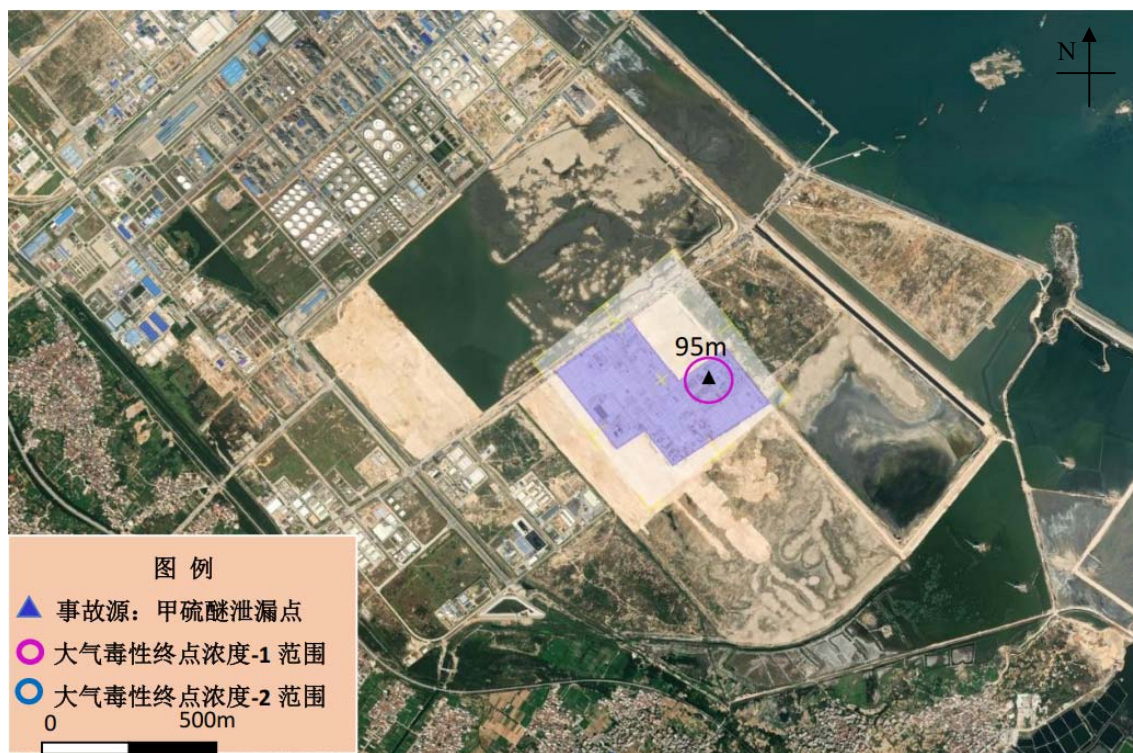 N
95m
图 例
事故源：甲硫醚泄漏点
大气毒性终点浓度-1 范围
大气毒性终点浓度-2 范围
0 500m